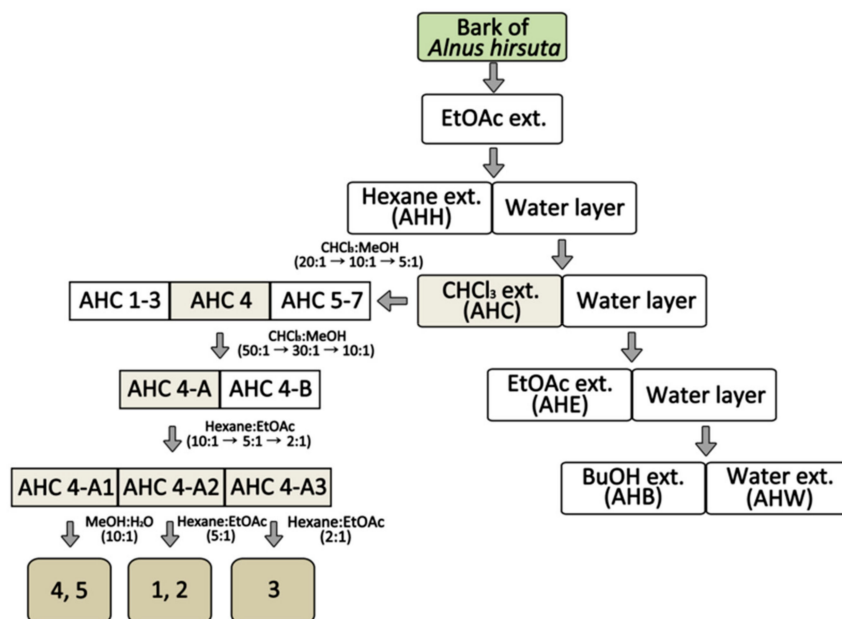 Bark of
Alnus hirsuta
EtOAc ext.
Hexane ext.
(AHH)
Water layer
CHCl₃:MeOH
(20:1 → 10:1 → 5:1)
AHC 1-3
AHC 4
AHC 5-7
CHCl₃ ext.
(AHC)
Water layer
CHCl₃:MeOH
(50:1 → 30:1 → 10:1)
AHC 4-A
AHC 4-B
EtOAc ext.
(AHE)
Water layer
Hexane:EtOAc
(10:1 → 5:1 → 2:1)
AHC 4-A1
AHC 4-A2
AHC 4-A3
BuOH ext.
(AHB)
Water ext.
(AHW)
MeOH:H₂O
(10:1)
Hexane:EtOAc
(5:1)
Hexane:EtOAc
(2:1)
4, 5
1, 2
3